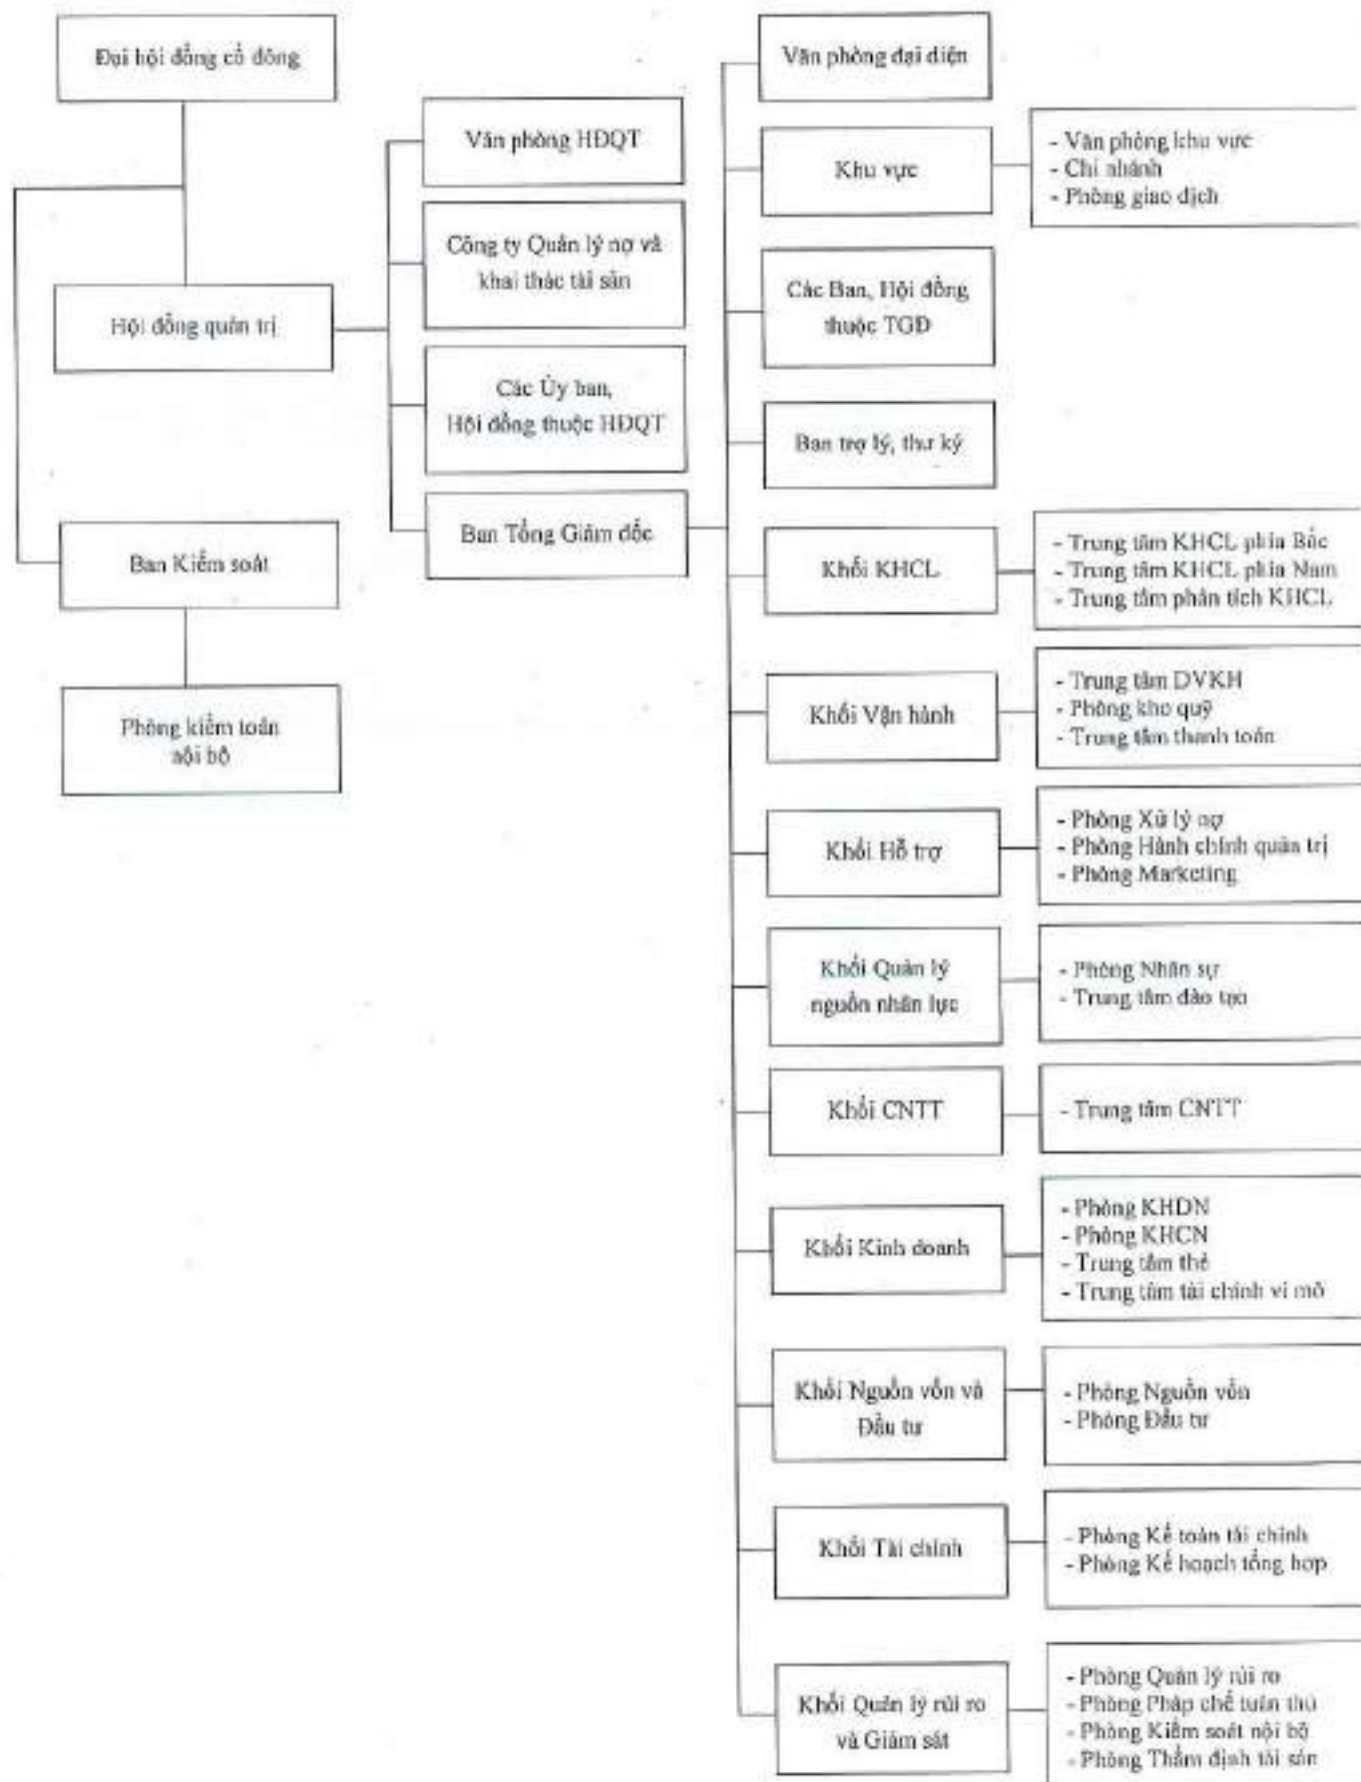 Đại hội đồng cổ đông
Hội đồng quản trị
Ban Kiểm soát
Phòng kiểm toán
nội bộ
Văn phòng HĐQT
Công ty Quản lý nợ và
khai thác tài sản
Các Ủy ban,
Hội đồng thuộc HĐQT
Ban Tổng Giám đốc
Văn phòng đại diện
Khu vực
- Văn phòng khu vực
- Chi nhánh
- Phòng giao dịch
Các Ban, Hội đồng
thuộc TGĐ
Ban trợ lý, thư ký
Khối KHCL
- Trung tâm KHCL phía Bắc
- Trung tâm KHCL phía Nam
- Trung tâm phân tích KHCL
Khối Vận hành
- Trung tâm DVKH
- Phòng kho quỹ
- Trung tâm thanh toán
Khối Hỗ trợ
- Phòng Xử lý nợ
- Phòng Hành chính quản trị
- Phòng Marketing
Khối Quản lý
nguồn nhân lực
- Phòng Nhân sự
- Trung tâm đào tạo
Khối CNTT
- Trung tâm CNTT
Khối Kinh doanh
- Phòng KHDN
- Phòng KHCN
- Trung tâm thẻ
- Trung tâm tài chính vi mô
Khối Nguồn vốn và
Đầu tư
- Phòng Nguồn vốn
- Phòng Đầu tư
Khối Tài chính
- Phòng Kế toán tài chính
- Phòng Kế hoạch tổng hợp
Khối Quản lý rủi ro
và Giám sát
- Phòng Quản lý rủi ro
- Phòng Pháp chế tuân thủ
- Phòng Kiểm soát nội bộ
- Phòng Thẩm định tài sản